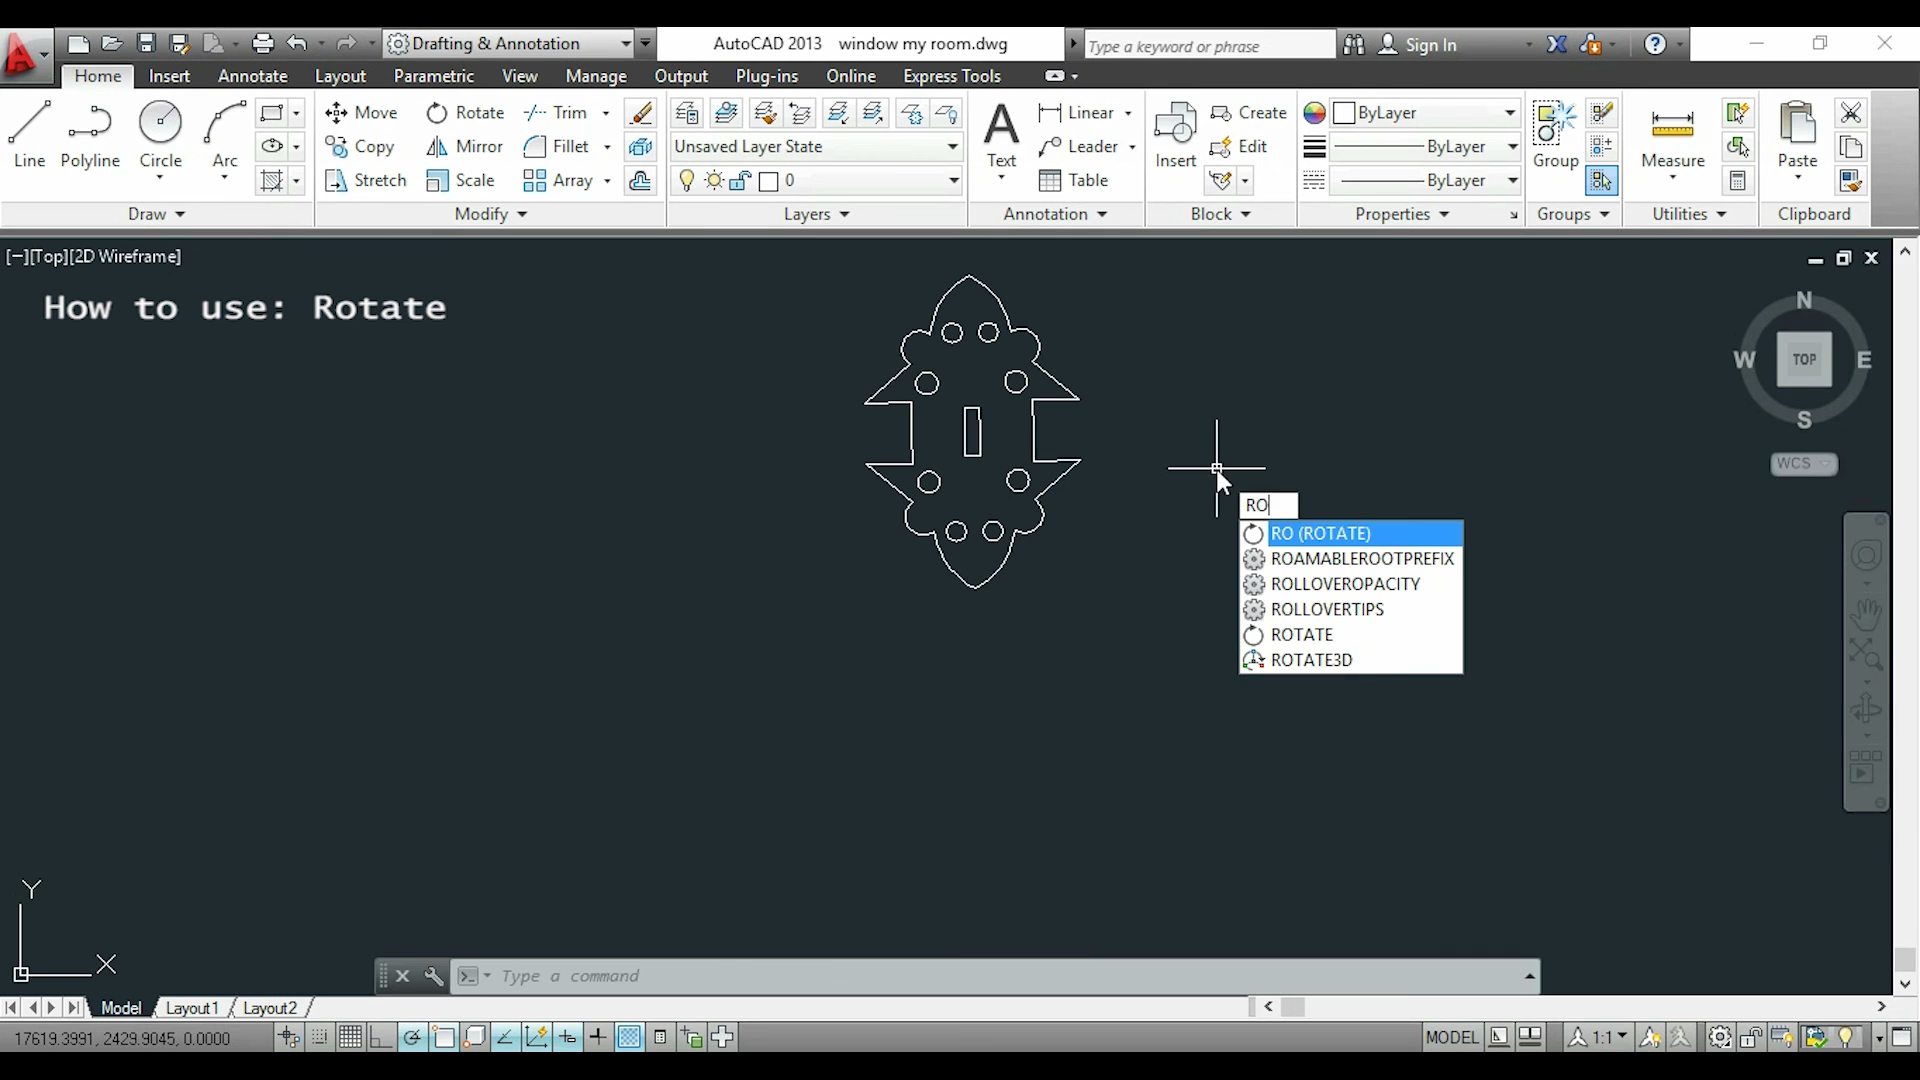 Drafting & Annotation
AutoCAD 2013 window my room.dwg
Type a keyword or phrase
Sign In
Home Insert Annotate Layout Parametric View Manage Output Plug-ins Online Express Tools
Line Polyline Circle Arc
Move Rotate Trim
Copy Mirror Fillet
Stretch Scale Array
Unsaved Layer State
0
Text
Linear
Leader
Table
Insert
Create
Edit
ByLayer
ByLayer
ByLayer
Group
Measure
Paste
Draw Modify Layers Annotation Block Properties Groups Utilities Clipboard
[−][Top][2D Wireframe]
How to use: Rotate
N
W TOP E
S
WCS
RO
RO (ROTATE)
ROAMABLEROOTPREFIX
ROLLOVEROPACITY
ROLLOVERTIPS
ROTATE
ROTATE3D
Y
X
Type a command
Model Layout1 Layout2
17619.3991, 2429.9045, 0.0000
MODEL
1:1